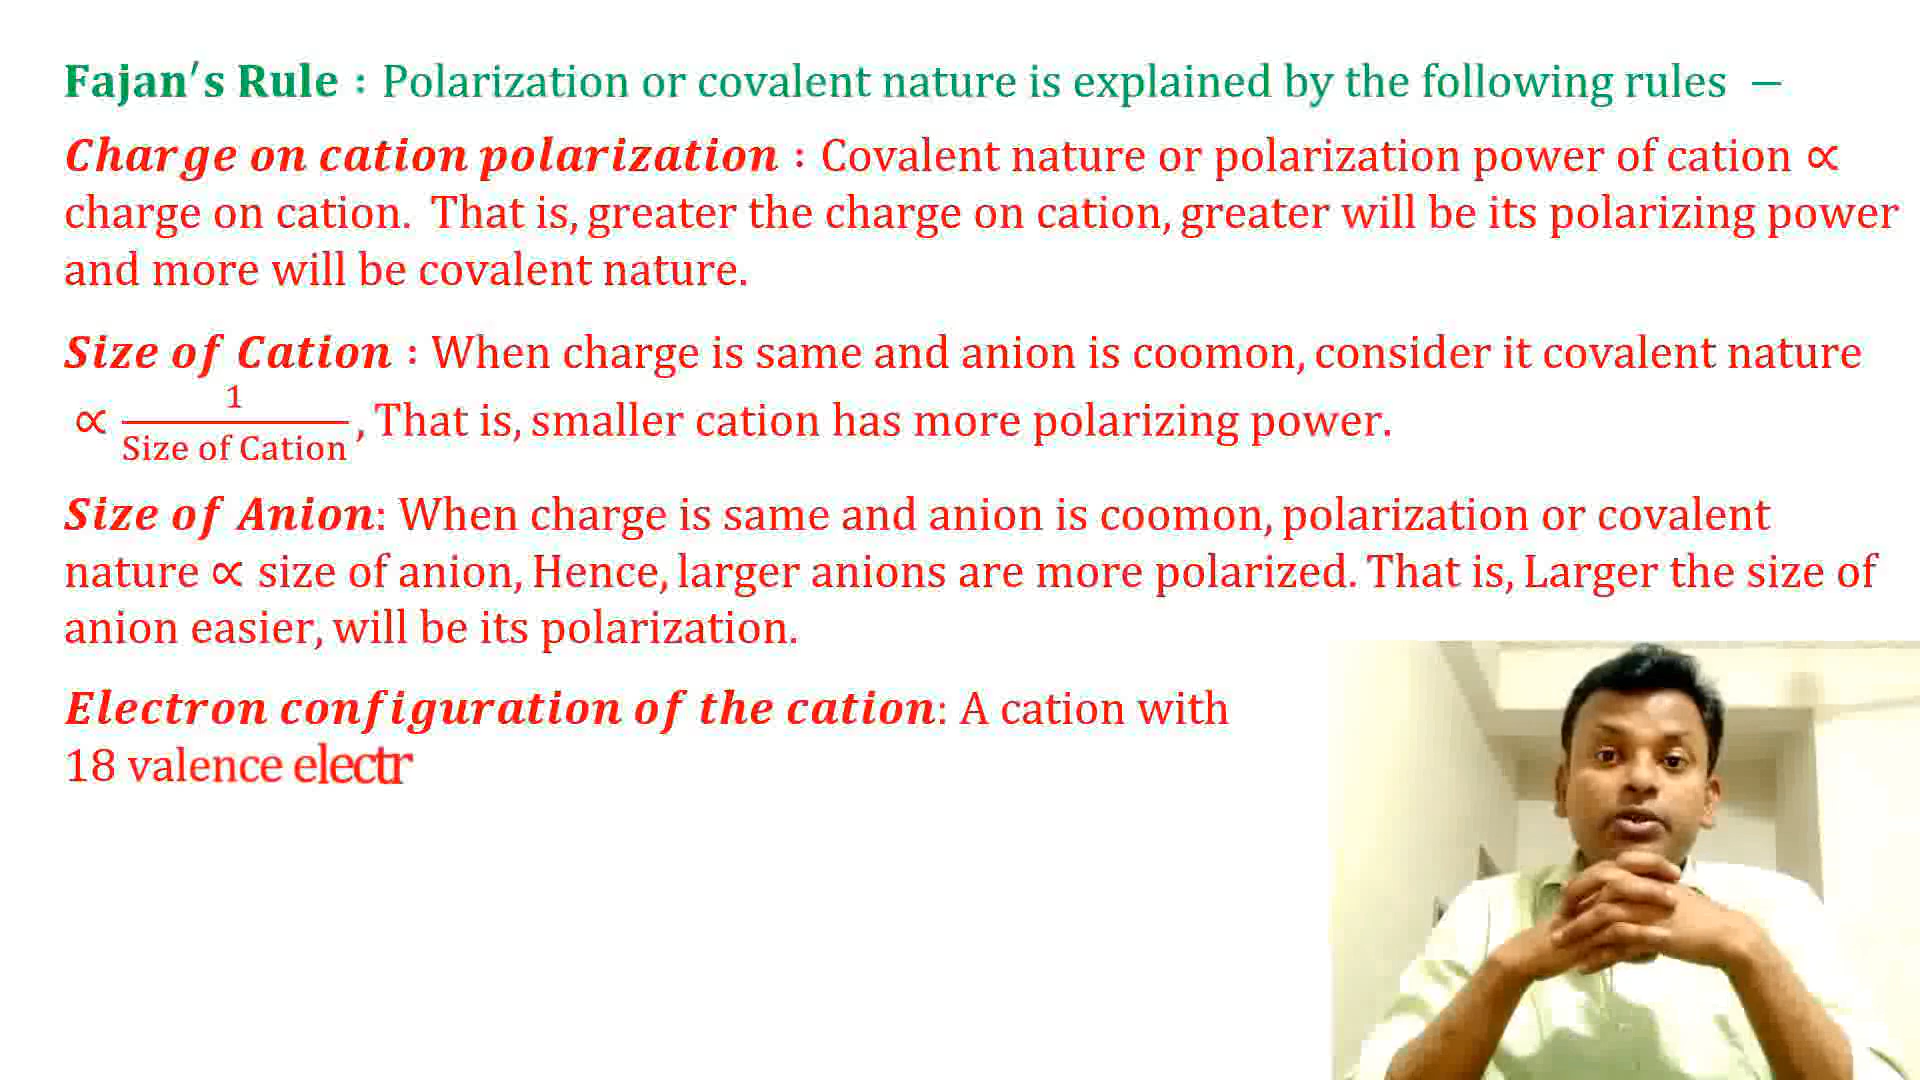 Fajan′s Rule : Polarization or covalent nature is explained by the following rules —
Charge on cation polarization : Covalent nature or polarization power of cation ∝
charge on cation. That is, greater the charge on cation, greater will be its polarizing power
and more will be covalent nature.
Size of Cation : When charge is same and anion is coomon, consider it covalent nature
∝ 1/Size of Cation, That is, smaller cation has more polarizing power.
Size of Anion: When charge is same and anion is coomon, polarization or covalent
nature ∝ size of anion, Hence, larger anions are more polarized. That is, Larger the size of
anion easier, will be its polarization.
Electron configuration of the cation: A cation with
18 valence electr